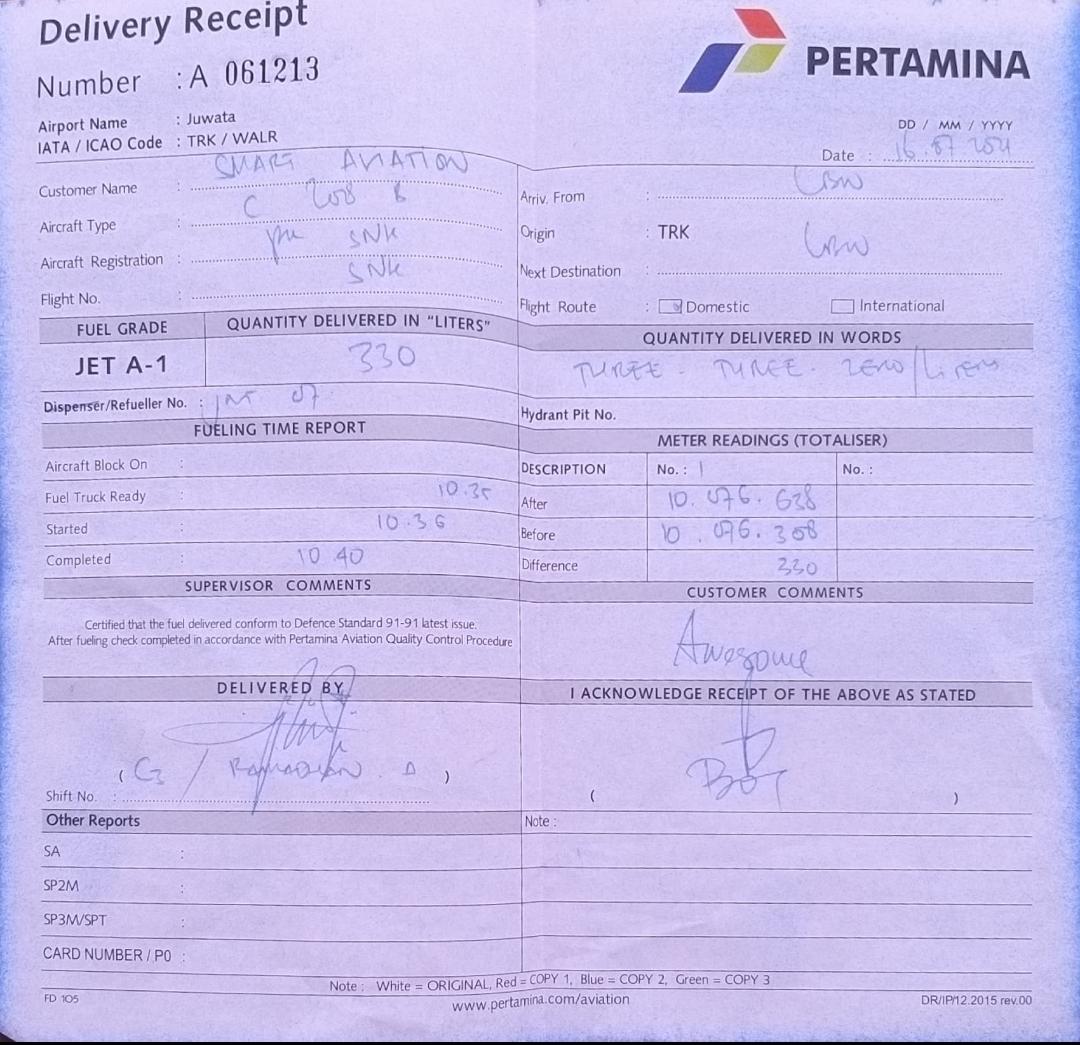 Delivery Receipt
Number : A 061213
PERTAMINA
Airport Name : Juwata
IATA / ICAO Code : TRK / WALR
DD / MM / YYYY
Date :
Customer Name : SMART AVIATION
Aircraft Type : C 208 B
Aircraft Registration : SNK
Flight No. : SNK
Arriv. From : LBW
Origin : TRK
Next Destination : LBW
Flight Route : Domestic International
FUEL GRADE QUANTITY DELIVERED IN "LITERS"
JET A-1 330
QUANTITY DELIVERED IN WORDS
THREE - THREE - ZERO / Liters
Dispenser/Refueller No. : 07
Hydrant Pit No.
FUELING TIME REPORT
Aircraft Block On :
Fuel Truck Ready : 10.35
Started : 10.36
Completed : 10.40
METER READINGS (TOTALISER)
DESCRIPTION No. : 1 No. :
After 10.076.638
Before 10.076.308
Difference 330
SUPERVISOR COMMENTS
Certified that the fuel delivered conform to Defence Standard 91-91 latest issue.
After fueling check completed in accordance with Pertamina Aviation Quality Control Procedure
CUSTOMER COMMENTS
Awesome
DELIVERED BY
( C3 / RAMADHAN . A )
Shift No. :
I ACKNOWLEDGE RECEIPT OF THE ABOVE AS STATED
( )
Other Reports
SA :
SP2M :
SP3M/SPT :
CARD NUMBER / PO :
Note :
Note : White = ORIGINAL, Red = COPY 1, Blue = COPY 2, Green = COPY 3
FD 105
www.pertamina.com/aviation
DR/IP/12.2015 rev.00